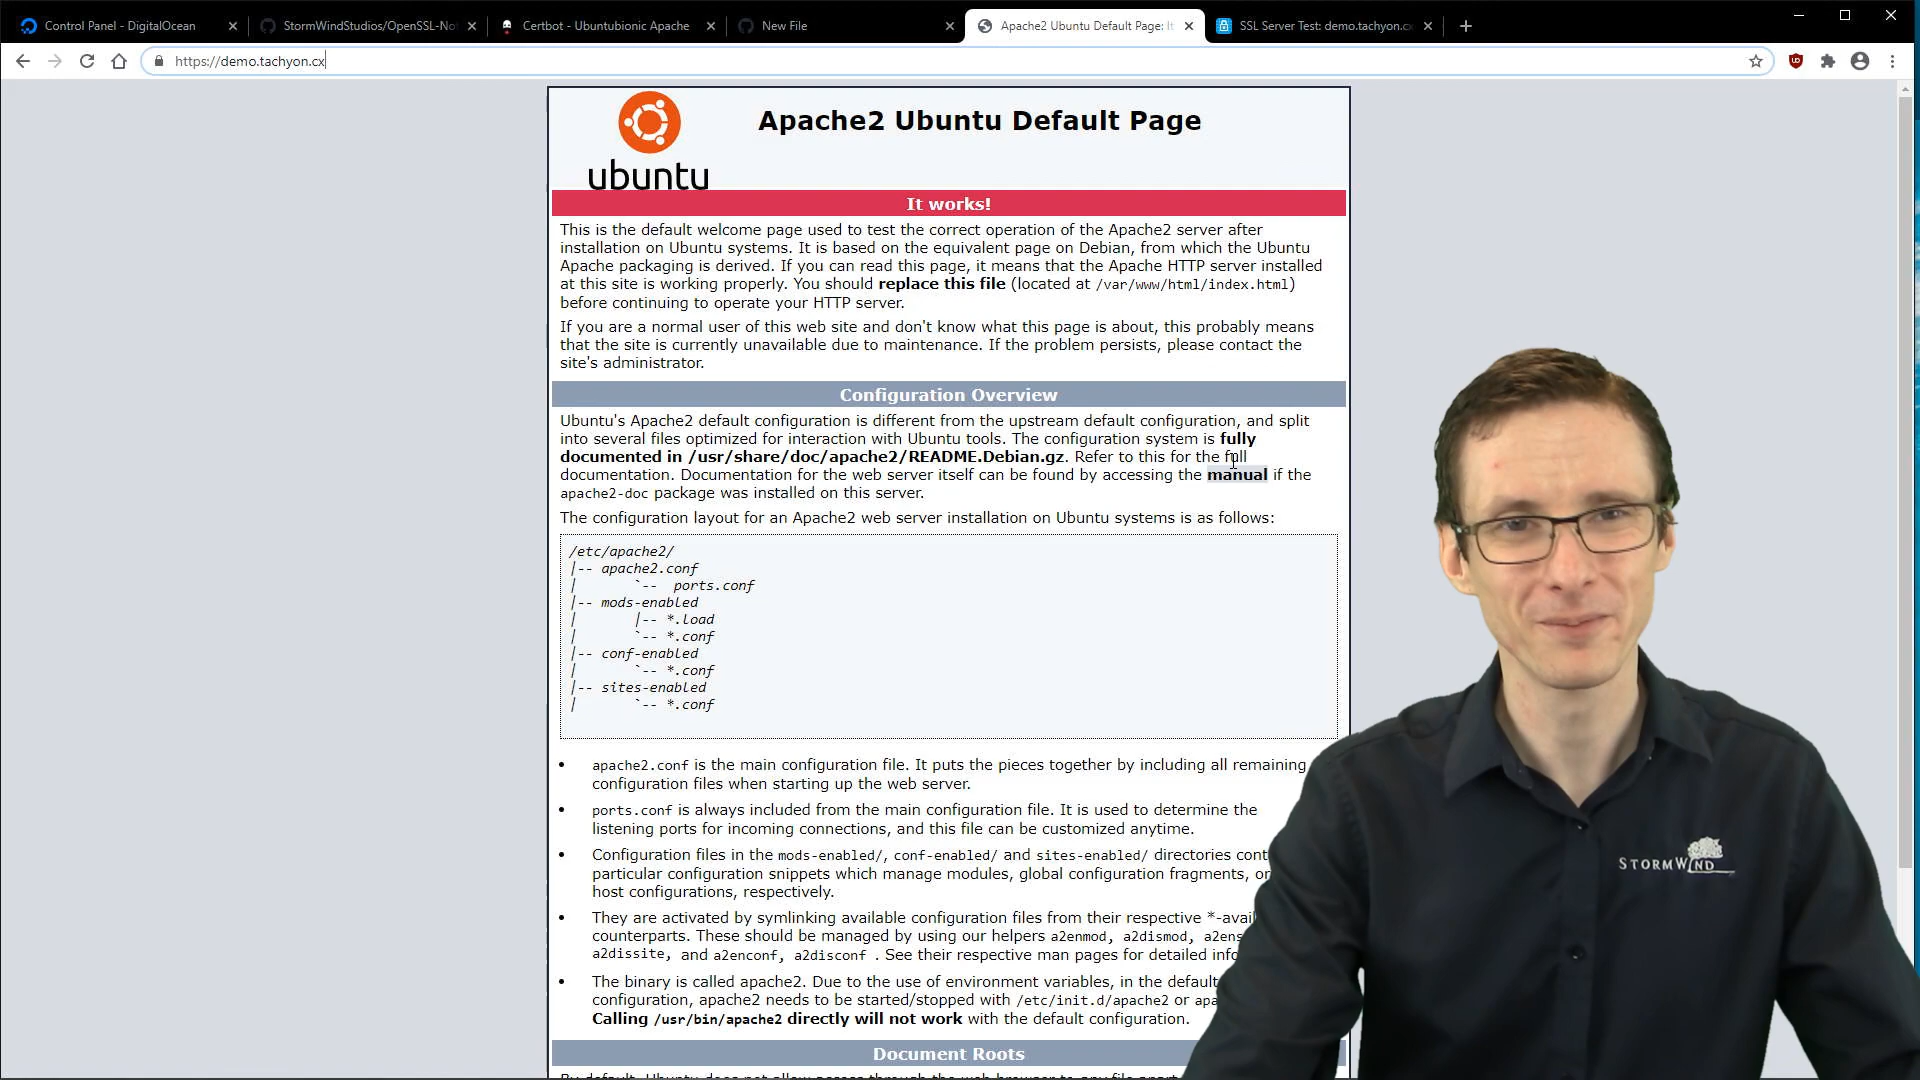 Control Panel - DigitalOcean
StormWindStudios/OpenSSL-No
Certbot - Ubuntubionic Apache
New File
Apache2 Ubuntu Default Page: It
SSL Server Test: demo.tachyon.cx
https://demo.tachyon.cx
ubuntu
Apache2 Ubuntu Default Page
It works!
This is the default welcome page used to test the correct operation of the Apache2 server after
installation on Ubuntu systems. It is based on the equivalent page on Debian, from which the Ubuntu
Apache packaging is derived. If you can read this page, it means that the Apache HTTP server installed
at this site is working properly. You should replace this file (located at /var/www/html/index.html)
before continuing to operate your HTTP server.
If you are a normal user of this web site and don't know what this page is about, this probably means
that the site is currently unavailable due to maintenance. If the problem persists, please contact the
site's administrator.
Configuration Overview
Ubuntu's Apache2 default configuration is different from the upstream default configuration, and split
into several files optimized for interaction with Ubuntu tools. The configuration system is fully
documented in /usr/share/doc/apache2/README.Debian.gz. Refer to this for the full
documentation. Documentation for the web server itself can be found by accessing the manual if the
apache2-doc package was installed on this server.
The configuration layout for an Apache2 web server installation on Ubuntu systems is as follows:
/etc/apache2/
|-- apache2.conf
|       `--  ports.conf
|-- mods-enabled
|       |-- *.load
|       `-- *.conf
|-- conf-enabled
|       `-- *.conf
|-- sites-enabled
|       `-- *.conf
• apache2.conf is the main configuration file. It puts the pieces together by including all remaining
configuration files when starting up the web server.
• ports.conf is always included from the main configuration file. It is used to determine the
listening ports for incoming connections, and this file can be customized anytime.
• Configuration files in the mods-enabled/, conf-enabled/ and sites-enabled/ directories cont
particular configuration snippets which manage modules, global configuration fragments, or
host configurations, respectively.
• They are activated by symlinking available configuration files from their respective *-avail
counterparts. These should be managed by using our helpers a2enmod, a2dismod, a2ens
a2dissite, and a2enconf, a2disconf . See their respective man pages for detailed info
• The binary is called apache2. Due to the use of environment variables, in the default
configuration, apache2 needs to be started/stopped with /etc/init.d/apache2 or apa
Calling /usr/bin/apache2 directly will not work with the default configuration.
Document Roots
STORMWIND